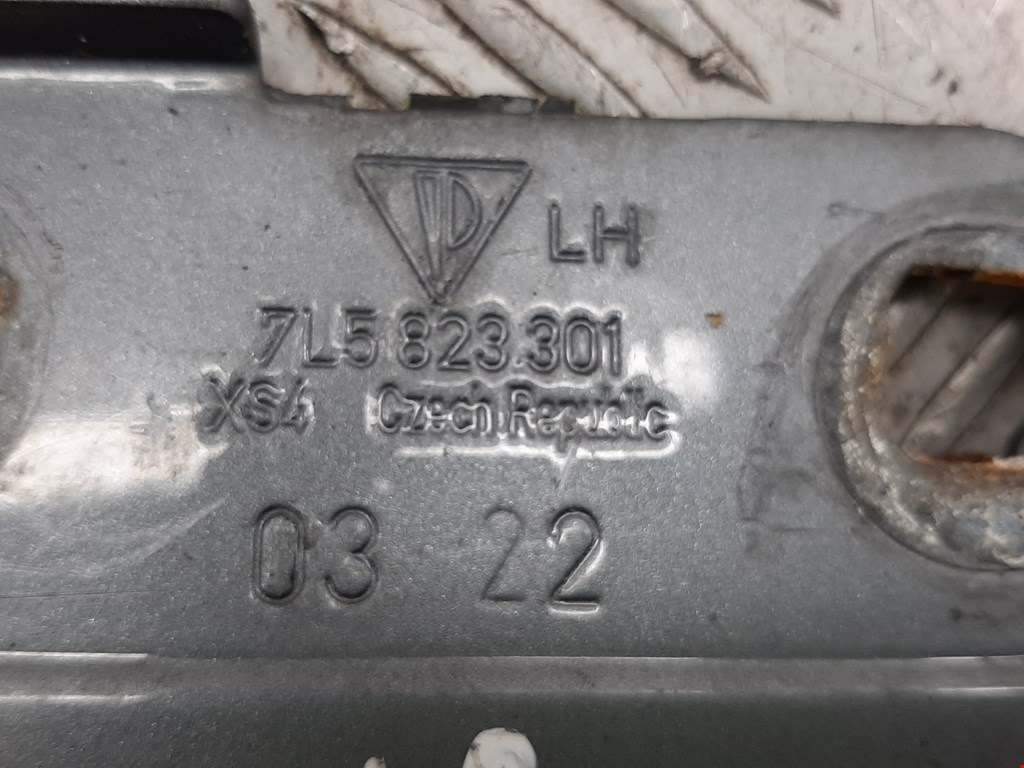 LH
7L5 823.301
XS4 Czech Republic
03 22